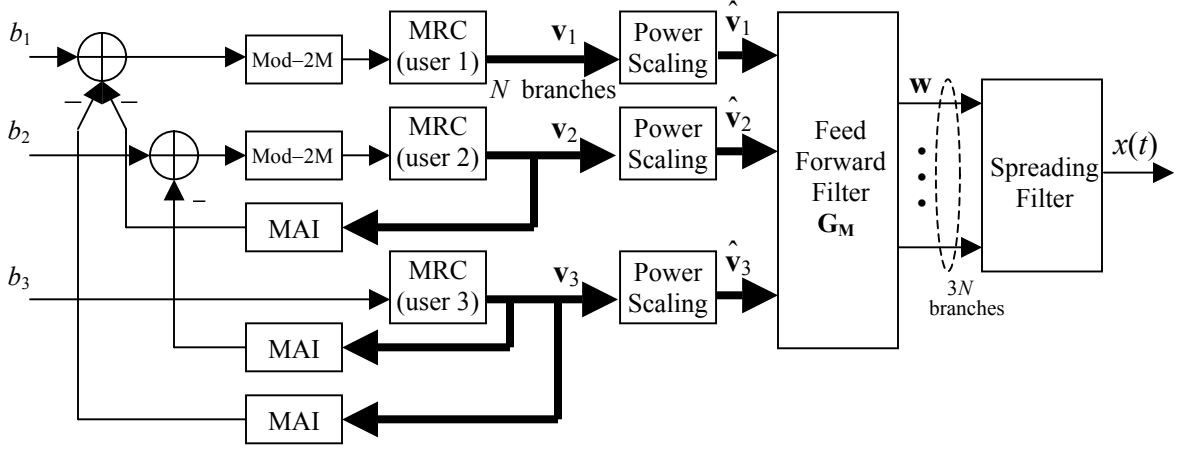 b₁
Mod–2M
MRC
(user 1)
v₁
N branches
Power
Scaling
v̂₁
b₂
Mod–2M
MRC
(user 2)
v₂
Power
Scaling
v̂₂
MAI
b₃
MRC
(user 3)
v₃
Power
Scaling
v̂₃
MAI
MAI
Feed
Forward
Filter
G_M
w
3N
branches
Spreading
Filter
x(t)
–
–
–